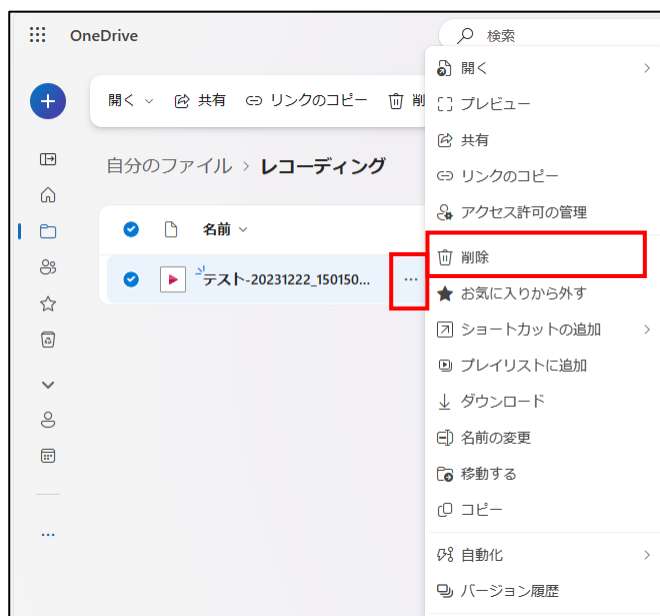 OneDrive
検索
開く
共有
リンクのコピー
削
自分のファイル > レコーディング
名前
テスト-20231222_150150...
開く
プレビュー
共有
リンクのコピー
アクセス許可の管理
削除
お気に入りから外す
ショートカットの追加
プレイリストに追加
ダウンロード
名前の変更
移動する
コピー
自動化
バージョン履歴